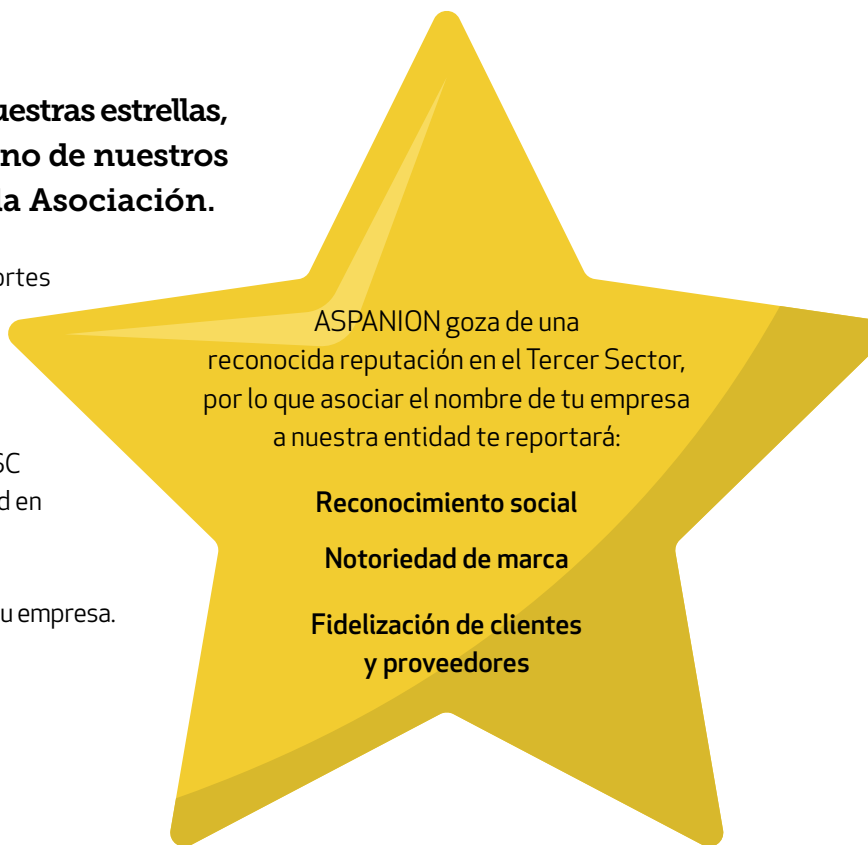 uestras estrellas,
no de nuestros
la Asociación.
ortes
SC
d en
u empresa.
ASPANION goza de una
reconocida reputación en el Tercer Sector,
por lo que asociar el nombre de tu empresa
a nuestra entidad te reportará:
Reconocimiento social
Notoriedad de marca
Fidelización de clientes
y proveedores